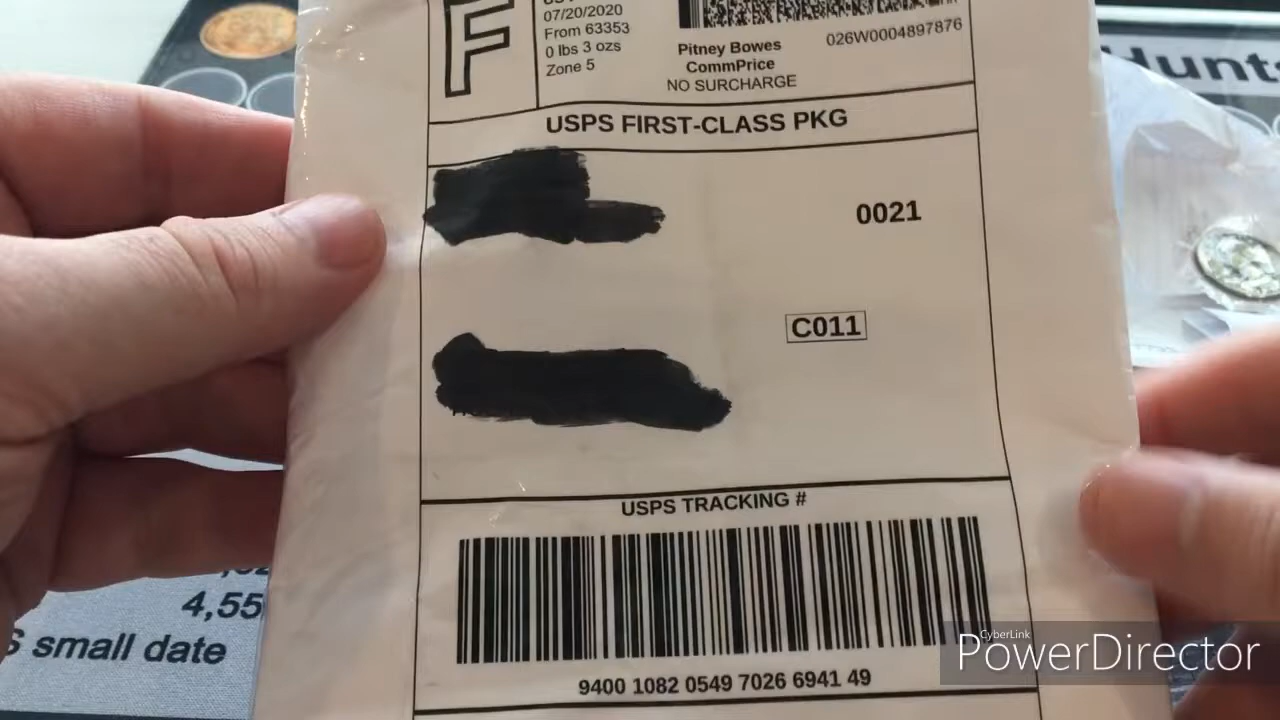 F
07/20/2020
From 63353
0 lbs 3 ozs
Zone 5
Pitney Bowes
CommPrice
NO SURCHARGE
026W0004897876
USPS FIRST-CLASS PKG
0021
C011
USPS TRACKING #
9400 1082 0549 7026 6941 49
4,55
S small date
Hunts
CyberLink
PowerDirector